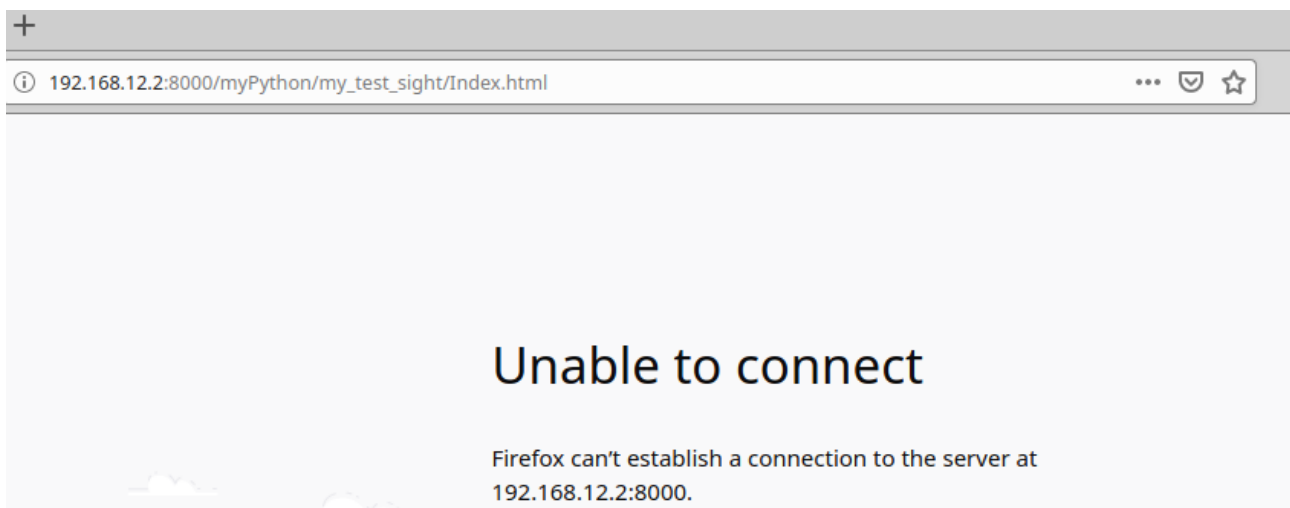 192.168.12.2:8000/myPython/my_test_sight/Index.html
Unable to connect
Firefox can’t establish a connection to the server at
192.168.12.2:8000.